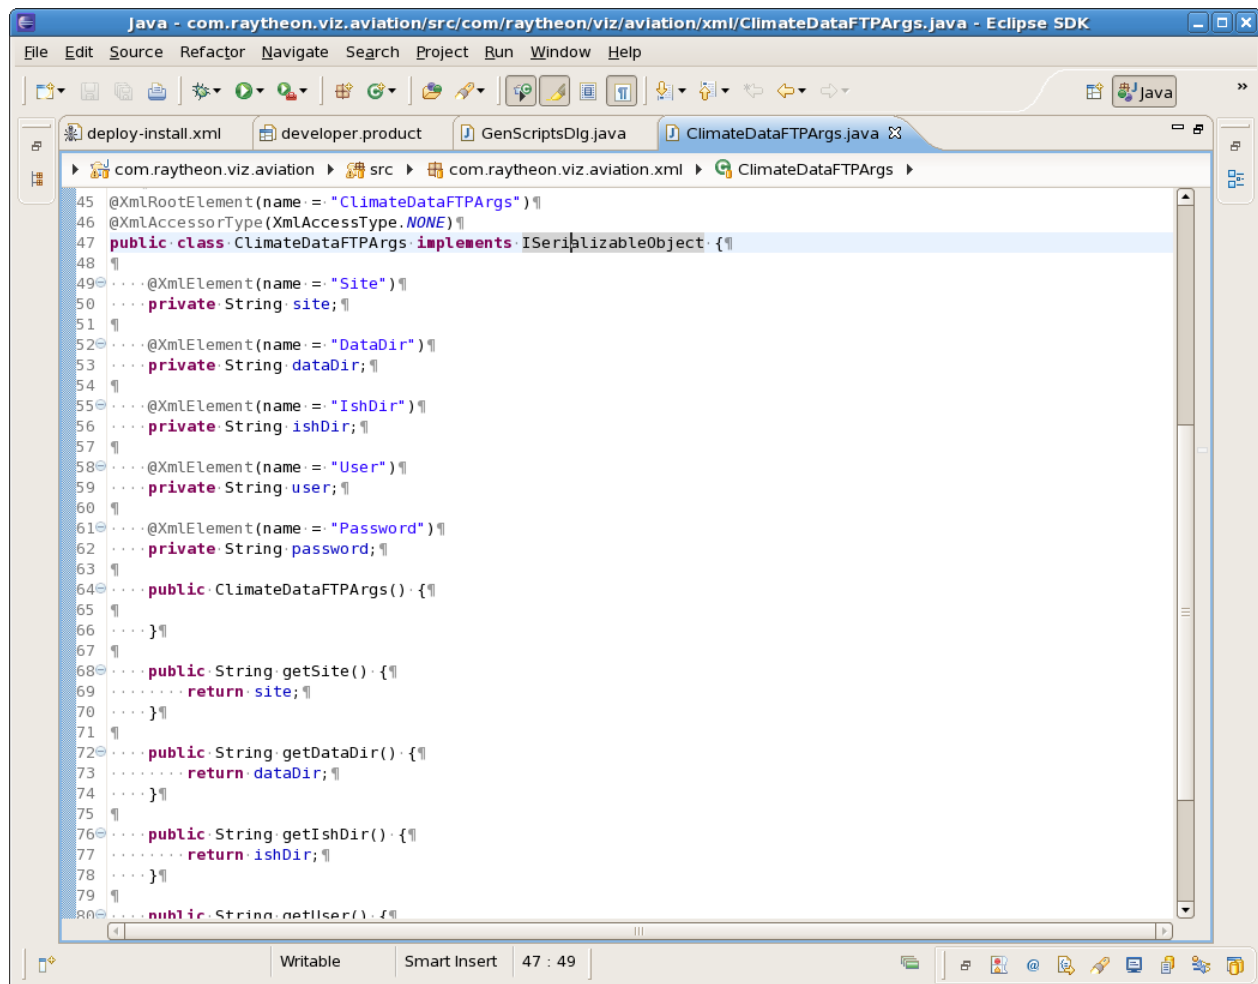 Java - com.raytheon.viz.aviation/src/com/raytheon/viz/aviation/xml/ClimateDataFTPArgs.java - Eclipse SDK
File Edit Source Refactor Navigate Search Project Run Window Help
Java »
deploy-install.xml developer.product GenScriptsDlg.java ClimateDataFTPArgs.java
com.raytheon.viz.aviation src com.raytheon.viz.aviation.xml ClimateDataFTPArgs
45 @XmlRootElement(name·=·"ClimateDataFTPArgs")¶
46 @XmlAccessorType(XmlAccessType.NONE)¶
47 public·class·ClimateDataFTPArgs·implements·ISerializableObject·{¶
48 ¶
49 ····@XmlElement(name·=·"Site")¶
50 ····private·String·site;¶
51 ¶
52 ····@XmlElement(name·=·"DataDir")¶
53 ····private·String·dataDir;¶
54 ¶
55 ····@XmlElement(name·=·"IshDir")¶
56 ····private·String·ishDir;¶
57 ¶
58 ····@XmlElement(name·=·"User")¶
59 ····private·String·user;¶
60 ¶
61 ····@XmlElement(name·=·"Password")¶
62 ····private·String·password;¶
63 ¶
64 ····public·ClimateDataFTPArgs()·{¶
65 ¶
66 ····}¶
67 ¶
68 ····public·String·getSite()·{¶
69 ········return·site;¶
70 ····}¶
71 ¶
72 ····public·String·getDataDir()·{¶
73 ········return·dataDir;¶
74 ····}¶
75 ¶
76 ····public·String·getIshDir()·{¶
77 ········return·ishDir;¶
78 ····}¶
79 ¶
80 ····public·String·getUser()·{¶
Writable Smart Insert 47 : 49